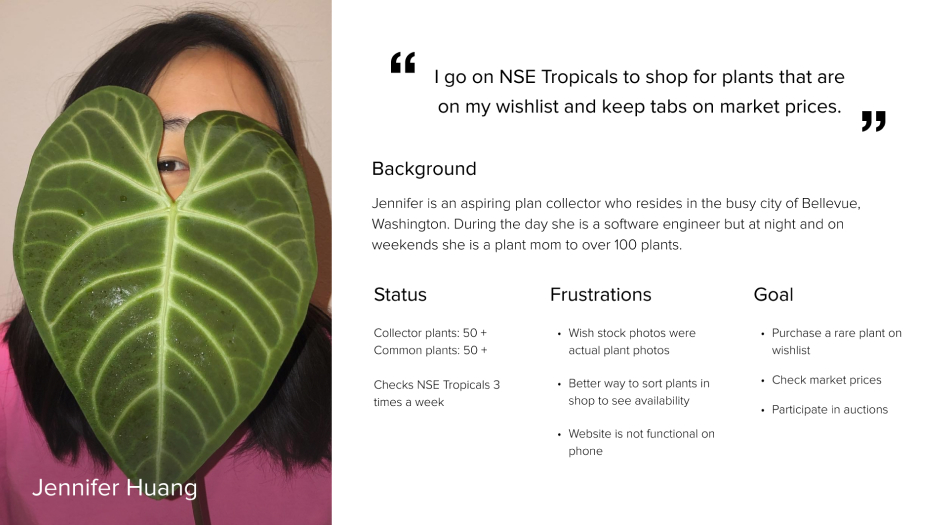 “ I go on NSE Tropicals to shop for plants that are
on my wishlist and keep tabs on market prices. ”
Background
Jennifer is an aspiring plan collector who resides in the busy city of Bellevue,
Washington. During the day she is a software engineer but at night and on
weekends she is a plant mom to over 100 plants.
Status
Collector plants: 50 +
Common plants: 50 +
Checks NSE Tropicals 3
times a week
Frustrations
• Wish stock photos were
actual plant photos
• Better way to sort plants in
shop to see availability
• Website is not functional on
phone
Goal
• Purchase a rare plant on
wishlist
• Check market prices
• Participate in auctions
Jennifer Huang